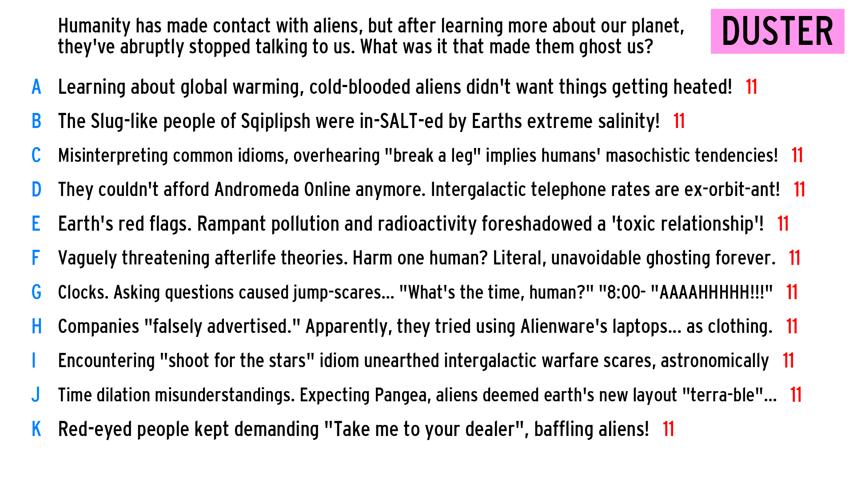 Humanity has made contact with aliens, but after learning more about our planet,
they've abruptly stopped talking to us. What was it that made them ghost us?
DUSTER
A Learning about global warming, cold-blooded aliens didn't want things getting heated! 11
B The Slug-like people of Sqiplipsh were in-SALT-ed by Earths extreme salinity! 11
C Misinterpreting common idioms, overhearing "break a leg" implies humans' masochistic tendencies! 11
D They couldn't afford Andromeda Online anymore. Intergalactic telephone rates are ex-orbit-ant! 11
E Earth's red flags. Rampant pollution and radioactivity foreshadowed a 'toxic relationship'! 11
F Vaguely threatening afterlife theories. Harm one human? Literal, unavoidable ghosting forever. 11
G Clocks. Asking questions caused jump-scares... "What's the time, human?" "8:00- "AAAAHHHHH!!!" 11
H Companies "falsely advertised." Apparently, they tried using Alienware's laptops... as clothing. 11
I Encountering "shoot for the stars" idiom unearthed intergalactic warfare scares, astronomically 11
J Time dilation misunderstandings. Expecting Pangea, aliens deemed earth's new layout "terra-ble"... 11
K Red-eyed people kept demanding "Take me to your dealer", baffling aliens! 11